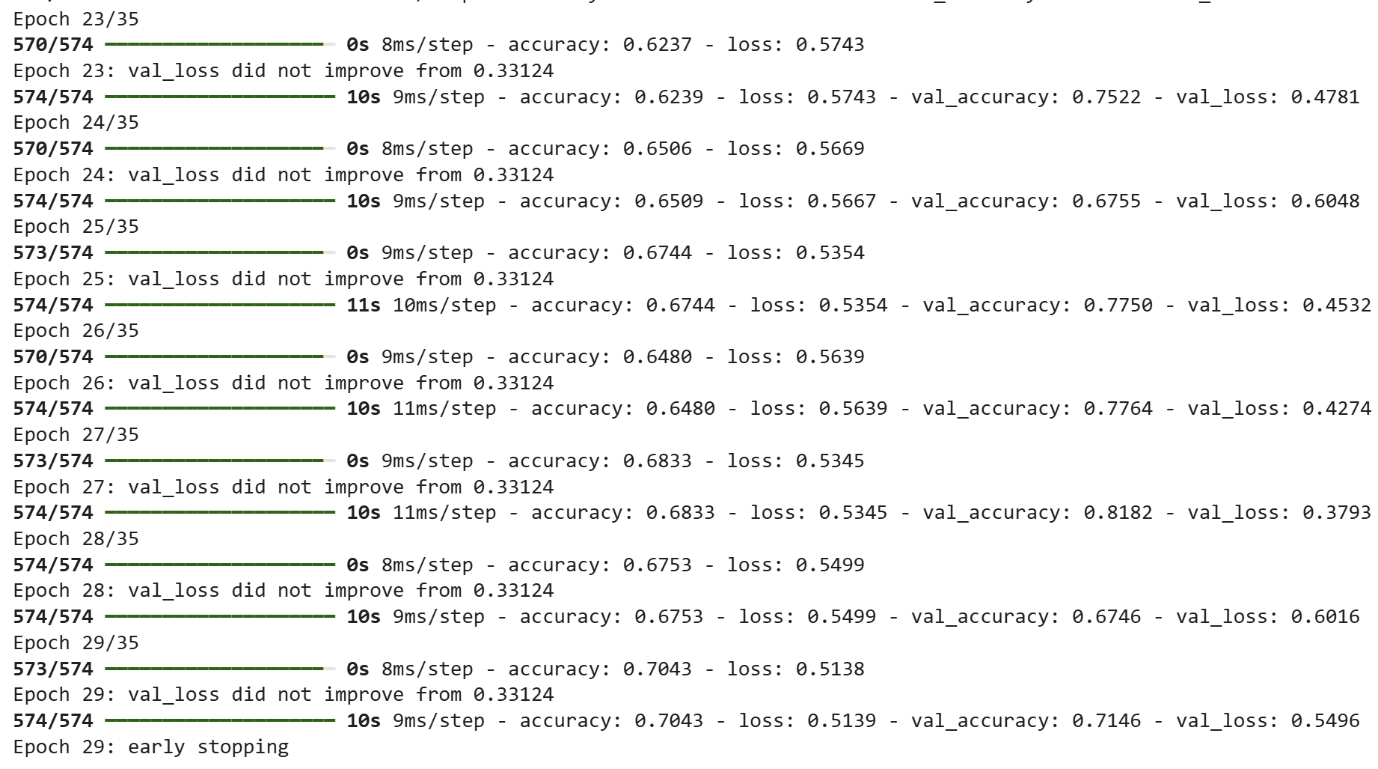 Epoch 23/35
570/574 ━━━━━━━━━━━━━━━━━━━━ 0s 8ms/step - accuracy: 0.6237 - loss: 0.5743
Epoch 23: val_loss did not improve from 0.33124
574/574 ━━━━━━━━━━━━━━━━━━━━ 10s 9ms/step - accuracy: 0.6239 - loss: 0.5743 - val_accuracy: 0.7522 - val_loss: 0.4781
Epoch 24/35
570/574 ━━━━━━━━━━━━━━━━━━━━ 0s 8ms/step - accuracy: 0.6506 - loss: 0.5669
Epoch 24: val_loss did not improve from 0.33124
574/574 ━━━━━━━━━━━━━━━━━━━━ 10s 9ms/step - accuracy: 0.6509 - loss: 0.5667 - val_accuracy: 0.6755 - val_loss: 0.6048
Epoch 25/35
573/574 ━━━━━━━━━━━━━━━━━━━━ 0s 9ms/step - accuracy: 0.6744 - loss: 0.5354
Epoch 25: val_loss did not improve from 0.33124
574/574 ━━━━━━━━━━━━━━━━━━━━ 11s 10ms/step - accuracy: 0.6744 - loss: 0.5354 - val_accuracy: 0.7750 - val_loss: 0.4532
Epoch 26/35
570/574 ━━━━━━━━━━━━━━━━━━━━ 0s 9ms/step - accuracy: 0.6480 - loss: 0.5639
Epoch 26: val_loss did not improve from 0.33124
574/574 ━━━━━━━━━━━━━━━━━━━━ 10s 11ms/step - accuracy: 0.6480 - loss: 0.5639 - val_accuracy: 0.7764 - val_loss: 0.4274
Epoch 27/35
573/574 ━━━━━━━━━━━━━━━━━━━━ 0s 9ms/step - accuracy: 0.6833 - loss: 0.5345
Epoch 27: val_loss did not improve from 0.33124
574/574 ━━━━━━━━━━━━━━━━━━━━ 10s 11ms/step - accuracy: 0.6833 - loss: 0.5345 - val_accuracy: 0.8182 - val_loss: 0.3793
Epoch 28/35
574/574 ━━━━━━━━━━━━━━━━━━━━ 0s 8ms/step - accuracy: 0.6753 - loss: 0.5499
Epoch 28: val_loss did not improve from 0.33124
574/574 ━━━━━━━━━━━━━━━━━━━━ 10s 9ms/step - accuracy: 0.6753 - loss: 0.5499 - val_accuracy: 0.6746 - val_loss: 0.6016
Epoch 29/35
573/574 ━━━━━━━━━━━━━━━━━━━━ 0s 8ms/step - accuracy: 0.7043 - loss: 0.5138
Epoch 29: val_loss did not improve from 0.33124
574/574 ━━━━━━━━━━━━━━━━━━━━ 10s 9ms/step - accuracy: 0.7043 - loss: 0.5139 - val_accuracy: 0.7146 - val_loss: 0.5496
Epoch 29: early stopping